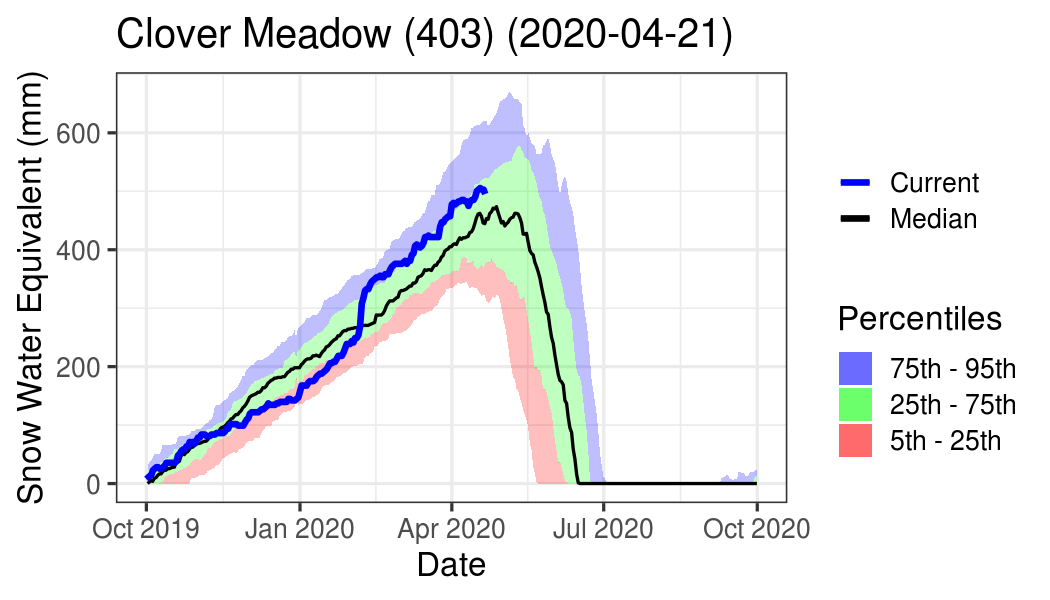 Clover Meadow (403) (2020-04-21)
Snow Water Equivalent (mm)
600
400
200
0
Oct 2019
Jan 2020
Apr 2020
Jul 2020
Oct 2020
Date
Current
Median
Percentiles
75th - 95th
25th - 75th
5th - 25th